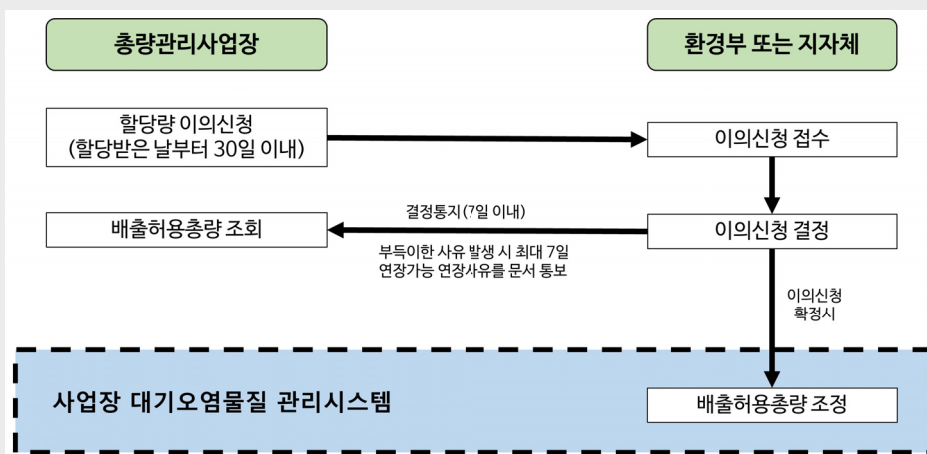 총량관리사업장
환경부 또는 지자체
할당량 이의신청
(할당받은 날부터 30일 이내)
이의신청 접수
배출허용총량 조회
결정통지(7일 이내)
부득이한 사유 발생 시 최대 7일
연장가능 연장사유를 문서 통보
이의신청 결정
이의신청
확정시
사업장 대기오염물질 관리시스템
배출허용총량 조정